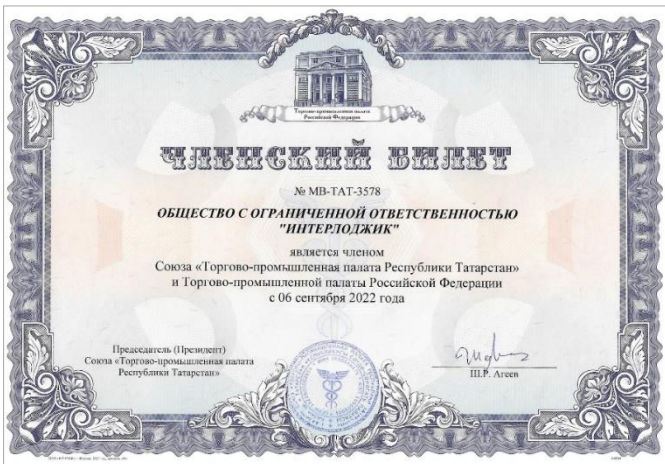 Торгово-промышленная палата
Российской Федерации
ЧЛЕНСКИЙ БИЛЕТ
№ МВ-ТАТ-3578
ОБЩЕСТВО С ОГРАНИЧЕННОЙ ОТВЕТСТВЕННОСТЬЮ
"ИНТЕРЛОДЖИК"
является членом
Союза «Торгово-промышленная палата Республики Татарстан»
и Торгово-промышленной палаты Российской Федерации
с 06 сентября 2022 года
Председатель (Президент)
Союза «Торгово-промышленная палата
Республики Татарстан»
Ш.Р. Агеев